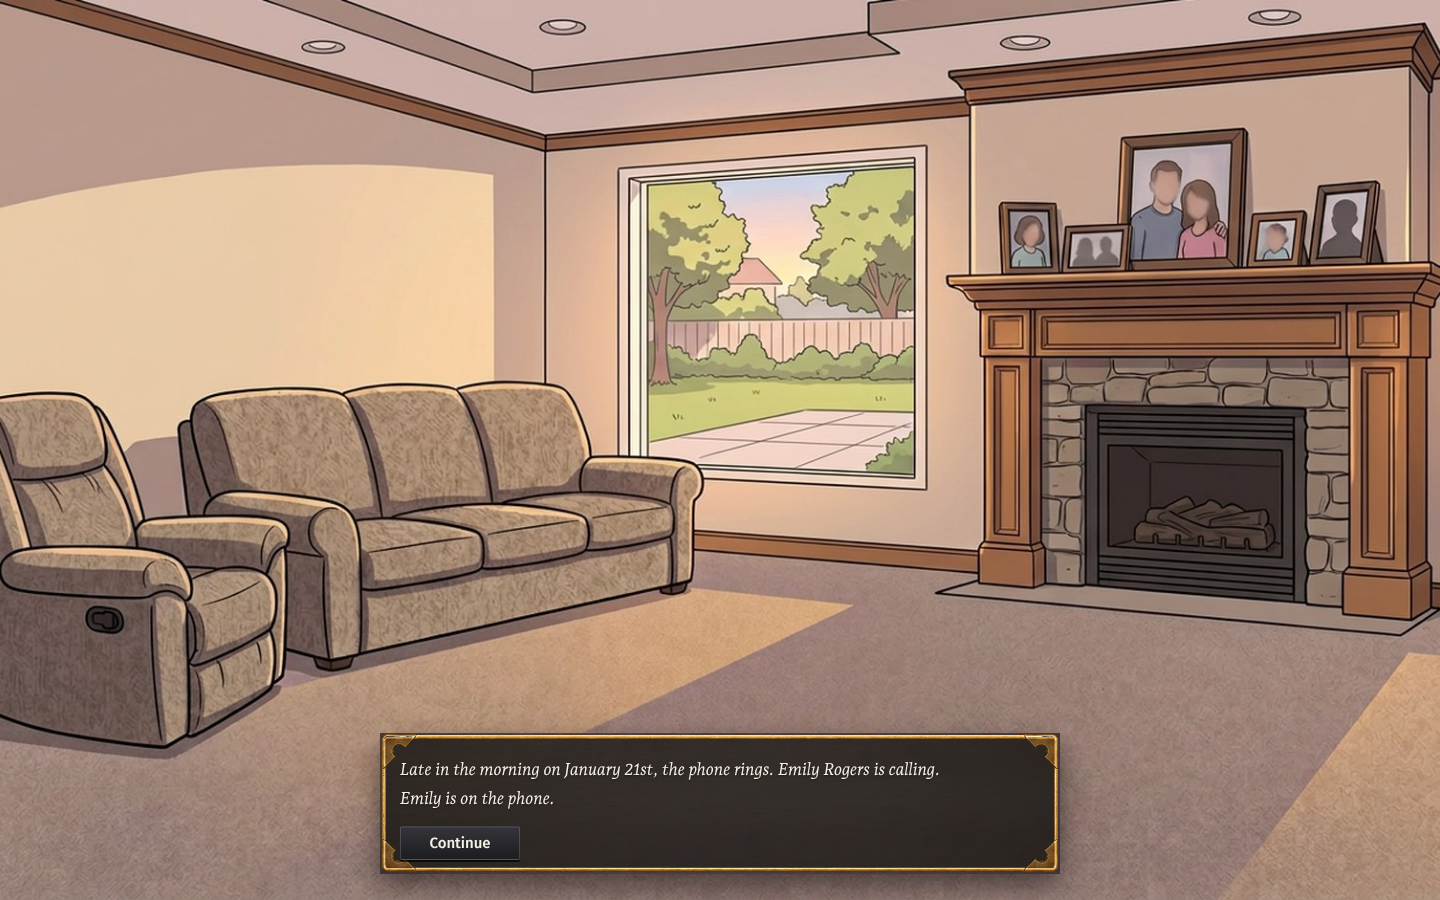 Late in the morning on January 21st, the phone rings. Emily Rogers is calling.
Emily is on the phone.
Continue